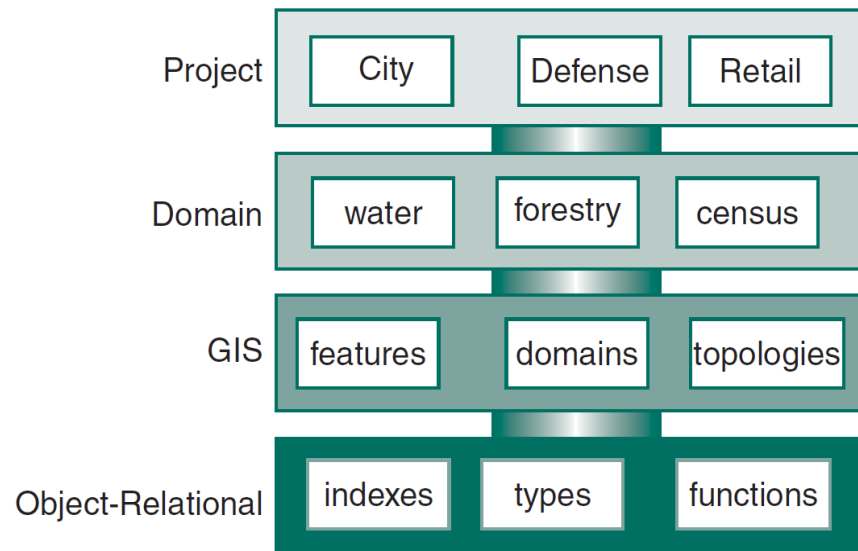 Project
City
Defense
Retail
Domain
water
forestry
census
GIS
features
domains
topologies
Object-Relational
indexes
types
functions